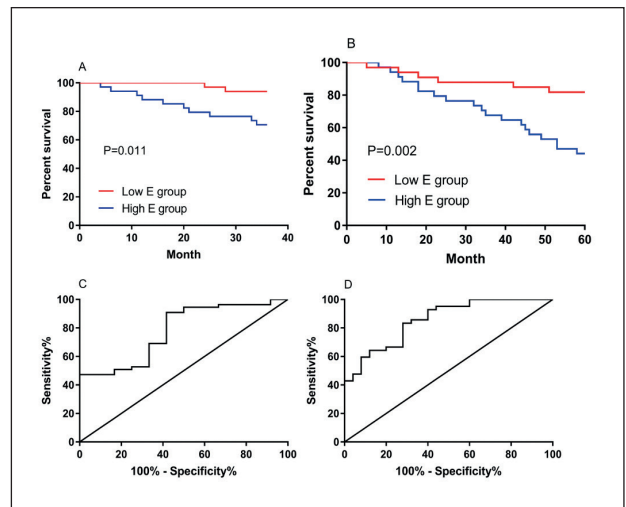 A
Percent survival
100
80
60
40
20
0
P=0.011
Low E group
High E group
0 10 20 30 40
Month
B
Percent survival
100
80
60
40
20
0
P=0.002
Low E group
High E group
0 10 20 30 40 50 60
Month
C
Sensitivity%
100
80
60
40
20
0
0 20 40 60 80 100
100% - Specificity%
D
Sensitivity%
100
80
60
40
20
0
0 20 40 60 80 100
100% - Specificity%